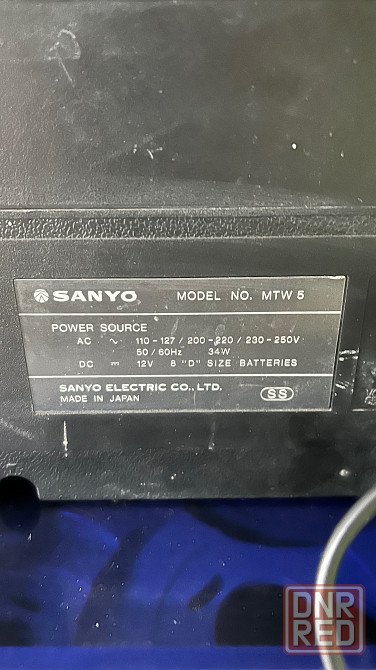 SANYO MODEL NO. MTW 5
POWER SOURCE
AC ~ 110-127/200-220/230-250V
50/60Hz 34W
DC ⎓ 12V 8 "D" SIZE BATTERIES
SANYO ELECTRIC CO., LTD.
MADE IN JAPAN
SS
DNR
RED